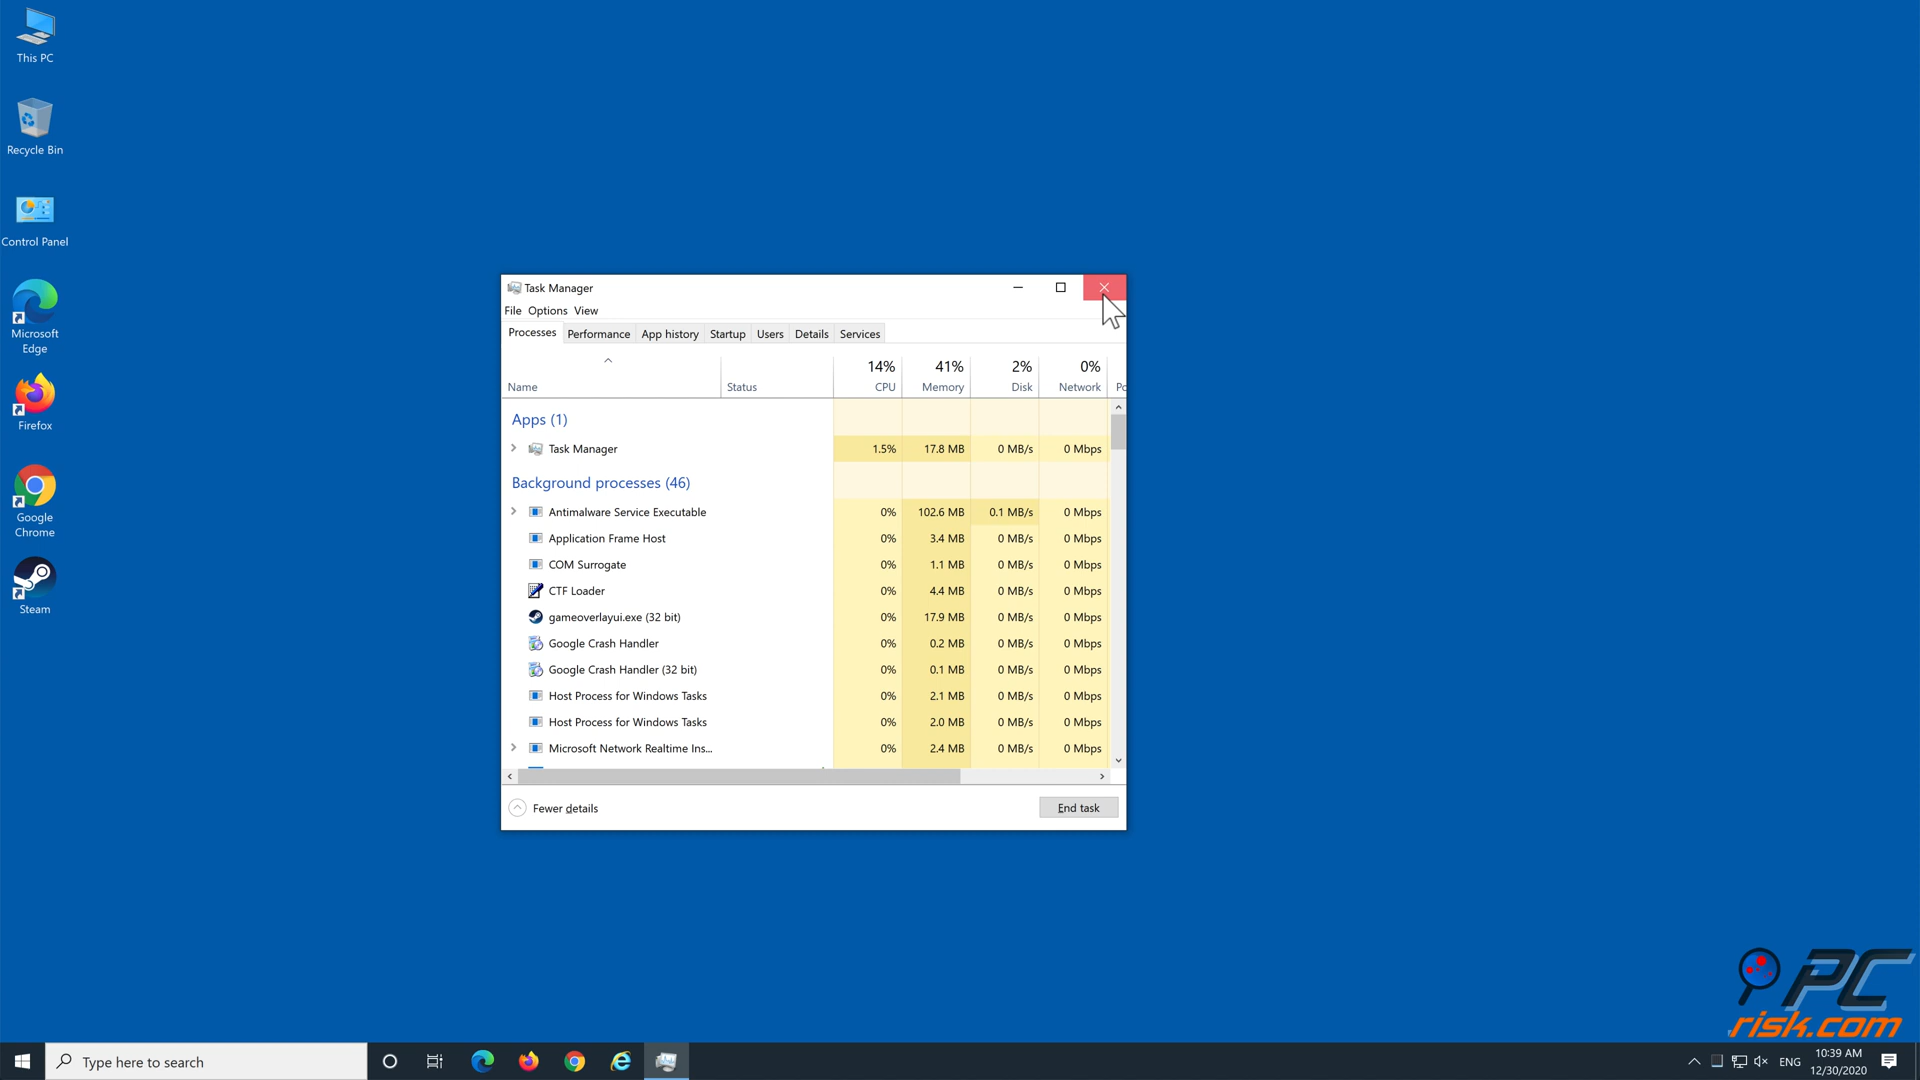 This PC
Recycle Bin
Control Panel
Microsoft
Edge
Firefox
Google
Chrome
Steam
Task Manager
File Options View
Processes Performance App history Startup Users Details Services
14% 41% 2% 0%
Name Status CPU Memory Disk Network Po
Apps (1)
Task Manager 1.5% 17.8 MB 0 MB/s 0 Mbps
Background processes (46)
Antimalware Service Executable 0% 102.6 MB 0.1 MB/s 0 Mbps
Application Frame Host 0% 3.4 MB 0 MB/s 0 Mbps
COM Surrogate 0% 1.1 MB 0 MB/s 0 Mbps
CTF Loader 0% 4.4 MB 0 MB/s 0 Mbps
gameoverlayui.exe (32 bit) 0% 17.9 MB 0 MB/s 0 Mbps
Google Crash Handler 0% 0.2 MB 0 MB/s 0 Mbps
Google Crash Handler (32 bit) 0% 0.1 MB 0 MB/s 0 Mbps
Host Process for Windows Tasks 0% 2.1 MB 0 MB/s 0 Mbps
Host Process for Windows Tasks 0% 2.0 MB 0 MB/s 0 Mbps
Microsoft Network Realtime Ins... 0% 2.4 MB 0 MB/s 0 Mbps
Fewer details End task
PC
risk.com
Type here to search
ENG
10:39 AM
12/30/2020